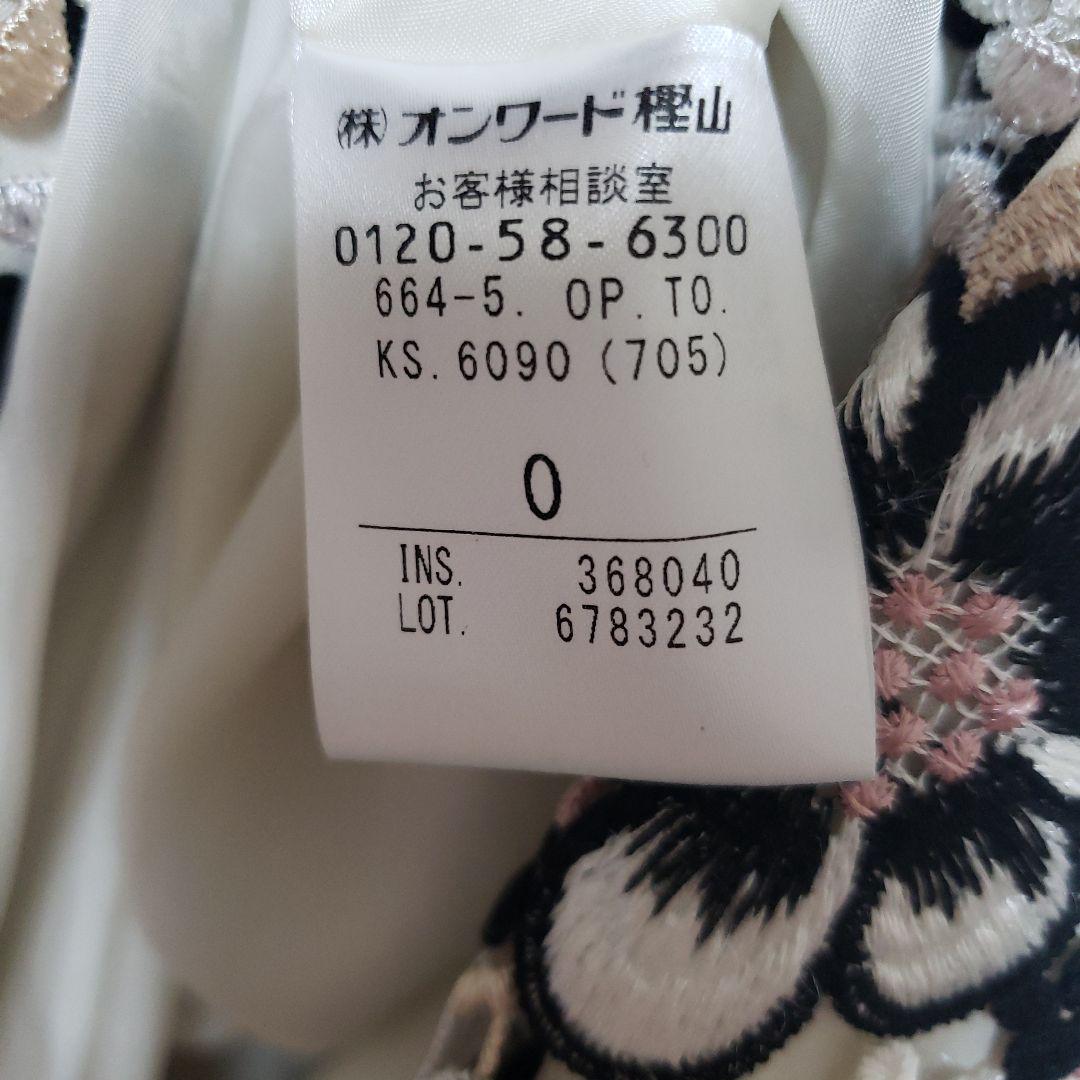 (株)オンワード樫山
お客様相談室
0120-58-6300
664-5. OP.TO.
KS.6090(705)
0
INS. 368040
LOT. 6783232